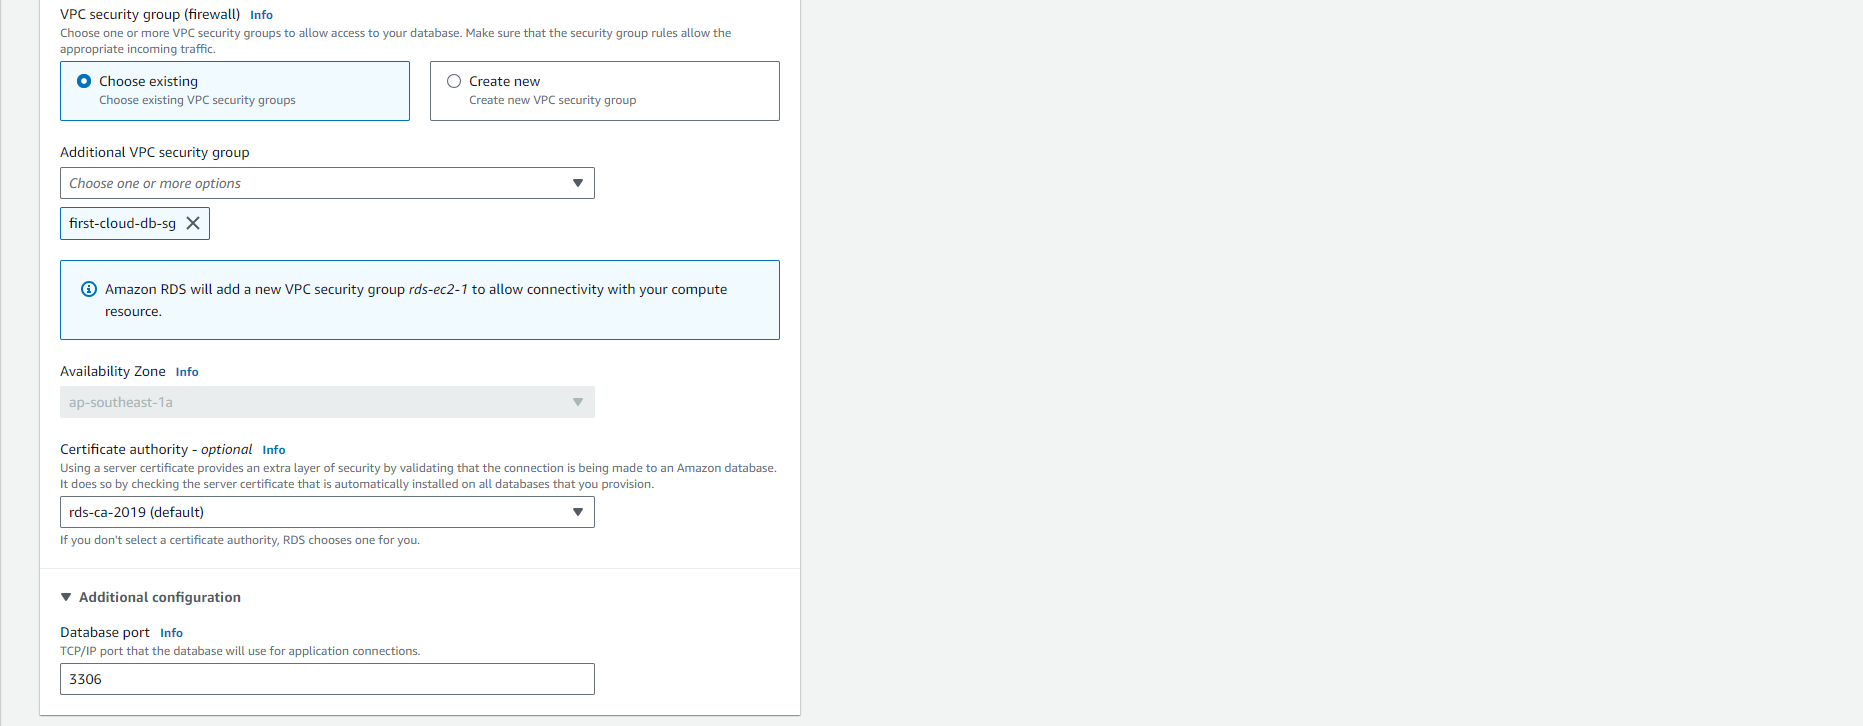 VPC security group (firewall) Info
Choose one or more VPC security groups to allow access to your database. Make sure that the security group rules allow the
appropriate incoming traffic.
Choose existing
Choose existing VPC security groups
Create new
Create new VPC security group
Additional VPC security group
Choose one or more options
first-cloud-db-sg
Amazon RDS will add a new VPC security group rds-ec2-1 to allow connectivity with your compute
resource.
Availability Zone Info
ap-southeast-1a
Certificate authority - optional Info
Using a server certificate provides an extra layer of security by validating that the connection is being made to an Amazon database.
It does so by checking the server certificate that is automatically installed on all databases that you provision.
rds-ca-2019 (default)
If you don't select a certificate authority, RDS chooses one for you.
Additional configuration
Database port Info
TCP/IP port that the database will use for application connections.
3306